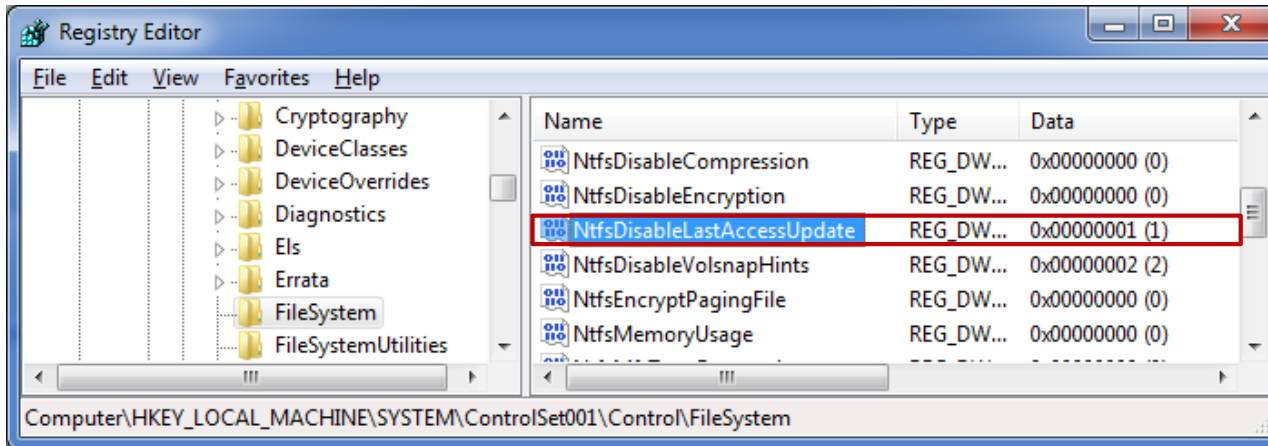 Registry Editor
File Edit View Favorites Help
Cryptography
DeviceClasses
DeviceOverrides
Diagnostics
Els
Errata
FileSystem
FileSystemUtilities
Name Type Data
NtfsDisableCompression REG_DW... 0x00000000 (0)
NtfsDisableEncryption REG_DW... 0x00000000 (0)
NtfsDisableLastAccessUpdate REG_DW... 0x00000001 (1)
NtfsDisableVolsnapHints REG_DW... 0x00000002 (2)
NtfsEncryptPagingFile REG_DW... 0x00000000 (0)
NtfsMemoryUsage REG_DW... 0x00000000 (0)
Computer\HKEY_LOCAL_MACHINE\SYSTEM\ControlSet001\Control\FileSystem